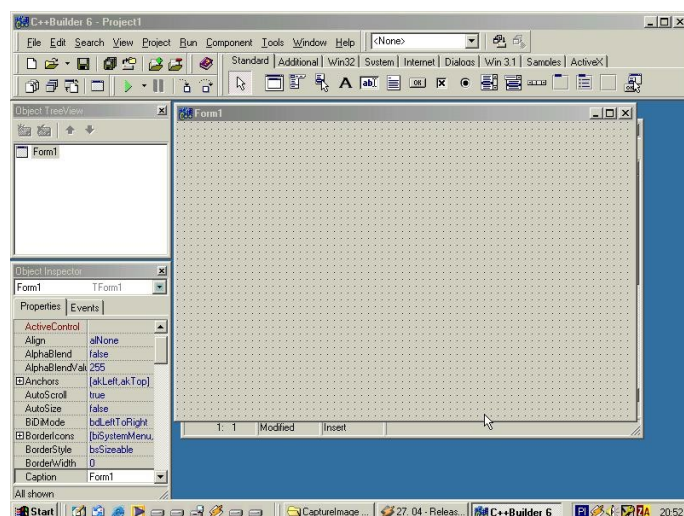 C++Builder 6 - Project1
File Edit Search View Project Run Component Tools Window Help <None>
Standard Additional Win32 System Internet Dialogs Win 3.1 Samples ActiveX
Object TreeView
Form1
Form1
Object Inspector
Form1 TForm1
Properties Events
ActiveControl
Align alNone
AlphaBlend false
AlphaBlendVal 255
Anchors [akLeft,akTop]
AutoScroll true
AutoSize false
BiDiMode bdLeftToRight
BorderIcons [biSystemMenu,
BorderStyle bsSizeable
BorderWidth 0
Caption Form1
All shown
1: 1 Modified Insert
Start CaptureImage ... 27. 04 - Releas... C++Builder 6 Pl 20:52